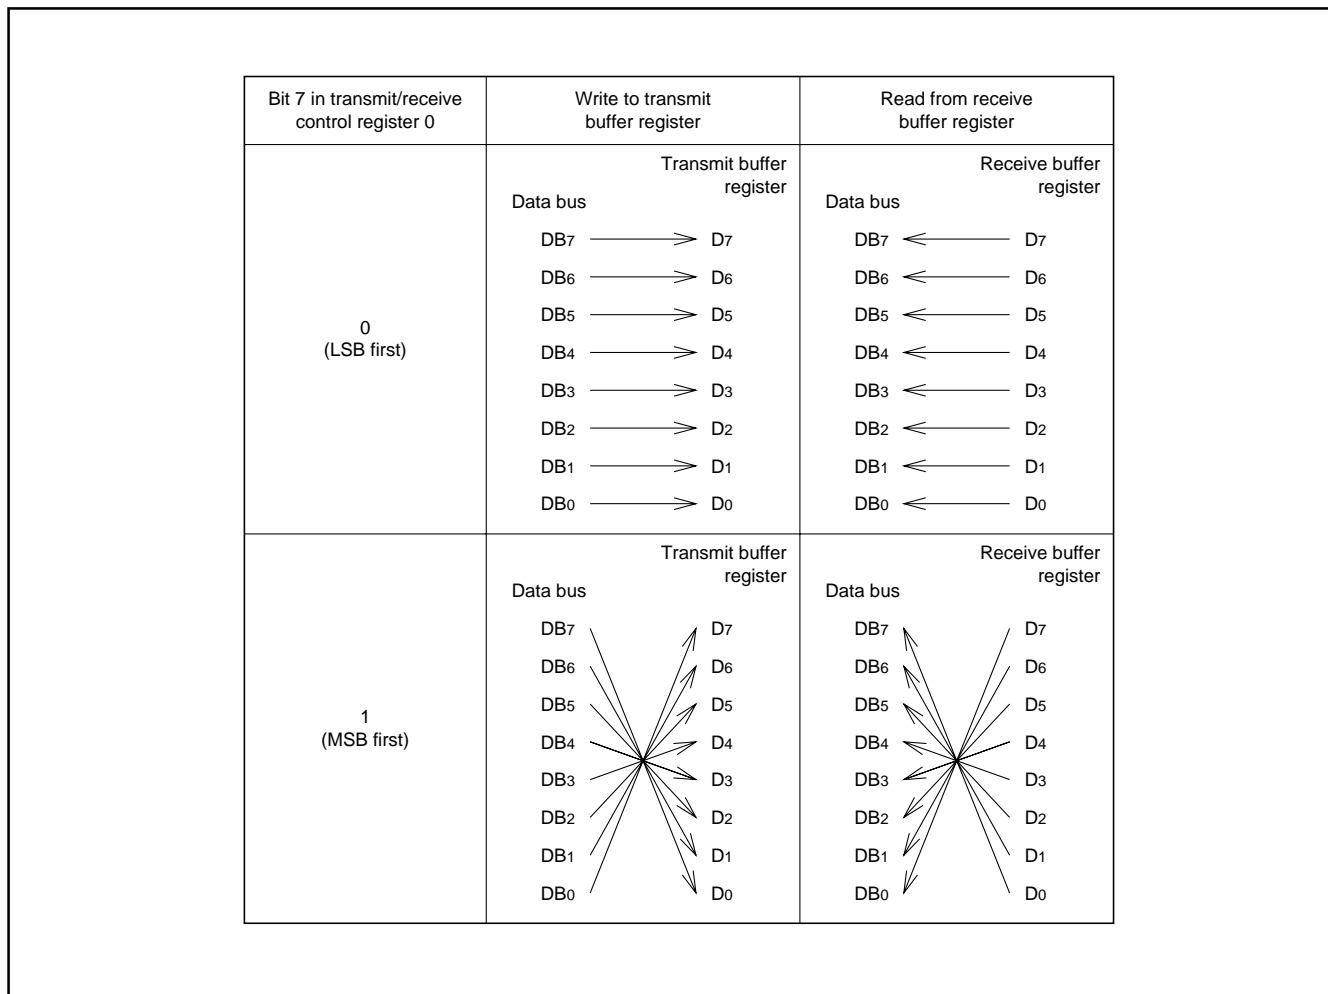 Bit 7 in transmit/receive
control register 0
Write to transmit
buffer register
Read from receive
buffer register
0
(LSB first)
Transmit buffer
register
Data bus
DB7 D7
DB6 D6
DB5 D5
DB4 D4
DB3 D3
DB2 D2
DB1 D1
DB0 D0
Receive buffer
register
Data bus
DB7 D7
DB6 D6
DB5 D5
DB4 D4
DB3 D3
DB2 D2
DB1 D1
DB0 D0
1
(MSB first)
Transmit buffer
register
Data bus
DB7 D7
DB6 D6
DB5 D5
DB4 D4
DB3 D3
DB2 D2
DB1 D1
DB0 D0
Receive buffer
register
Data bus
DB7 D7
DB6 D6
DB5 D5
DB4 D4
DB3 D3
DB2 D2
DB1 D1
DB0 D0